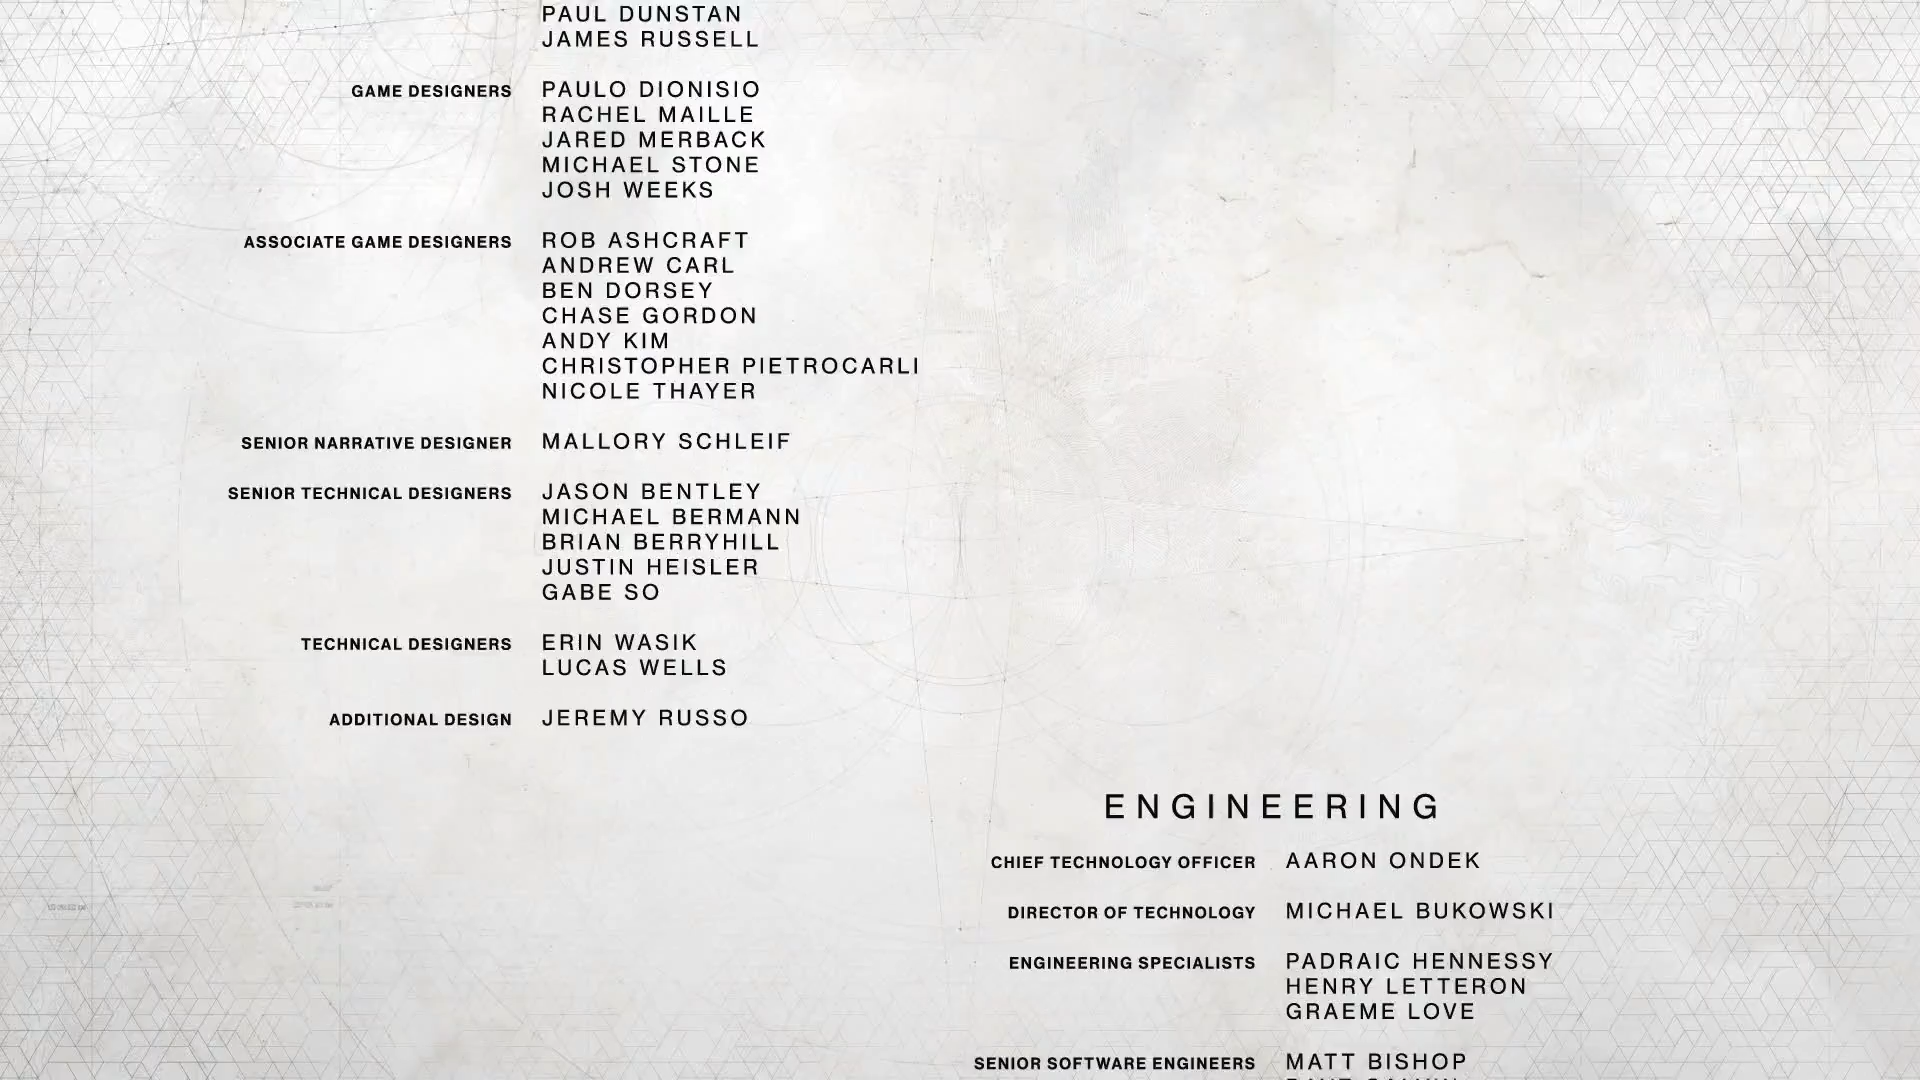 PAUL DUNSTAN
JAMES RUSSELL
GAME DESIGNERS PAULO DIONISIO
RACHEL MAILLE
JARED MERBACK
MICHAEL STONE
JOSH WEEKS
ASSOCIATE GAME DESIGNERS ROB ASHCRAFT
ANDREW CARL
BEN DORSEY
CHASE GORDON
ANDY KIM
CHRISTOPHER PIETROCARLI
NICOLE THAYER
SENIOR NARRATIVE DESIGNER MALLORY SCHLEIF
SENIOR TECHNICAL DESIGNERS JASON BENTLEY
MICHAEL BERMANN
BRIAN BERRYHILL
JUSTIN HEISLER
GABE SO
TECHNICAL DESIGNERS ERIN WASIK
LUCAS WELLS
ADDITIONAL DESIGN JEREMY RUSSO
ENGINEERING
CHIEF TECHNOLOGY OFFICER AARON ONDEK
DIRECTOR OF TECHNOLOGY MICHAEL BUKOWSKI
ENGINEERING SPECIALISTS PADRAIC HENNESSY
HENRY LETTERON
GRAEME LOVE
SENIOR SOFTWARE ENGINEERS MATT BISHOP